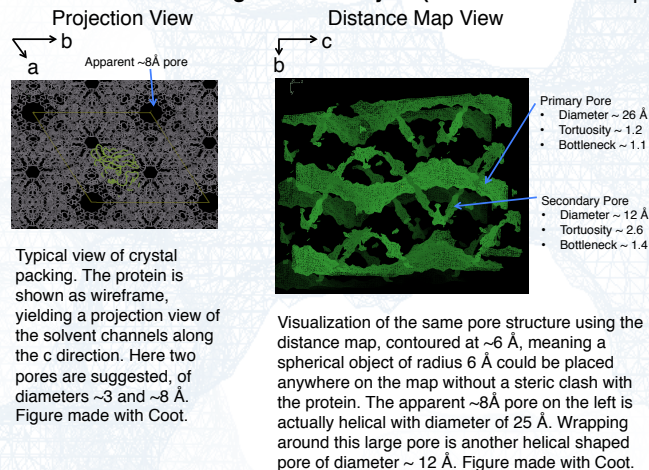 Projection View
Distance Map View
b
a
Apparent ~8Å pore
c
b
Primary Pore
• Diameter ~ 26 Å
• Tortuosity ~ 1.2
• Bottleneck ~ 1.1
Secondary Pore
• Diameter ~ 12 Å
• Tortuosity ~ 2.6
• Bottleneck ~ 1.4
Typical view of crystal
packing. The protein is
shown as wireframe,
yielding a projection view of
the solvent channels along
the c direction. Here two
pores are suggested, of
diameters ~3 and ~8 Å.
Figure made with Coot.
Visualization of the same pore structure using the
distance map, contoured at ~6 Å, meaning a
spherical object of radius 6 Å could be placed
anywhere on the map without a steric clash with
the protein. The apparent ~8Å pore on the left is
actually helical with diameter of 25 Å. Wrapping
around this large pore is another helical shaped
pore of diameter ~ 12 Å. Figure made with Coot.